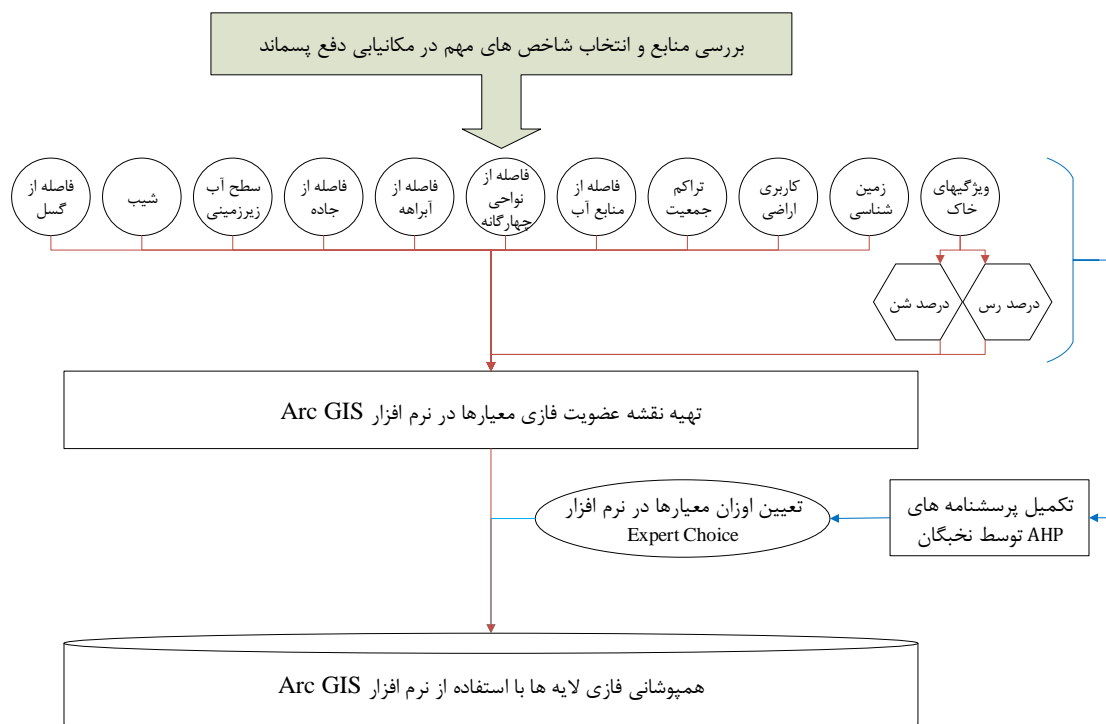 بررسی منابع و انتخاب شاخص های مهم در مکانیابی دفع پسماند
ویژگیهای
خاک
زمین
شناسی
کاربری
اراضی
تراکم
جمعیت
فاصله از
منابع آب
فاصله از
نواحی
چهارگانه
فاصله از
آبراهه
فاصله از
جاده
سطح آب
زیرزمینی
شیب
فاصله از
گسل
درصد رس
درصد شن
تهیه نقشه عضویت فازی معیارها در نرم افزار Arc GIS
تکمیل پرسشنامه های
AHP توسط نخبگان
تعیین اوزان معیارها در نرم افزار
Expert Choice
همپوشانی فازی لایه ها با استفاده از نرم افزار Arc GIS